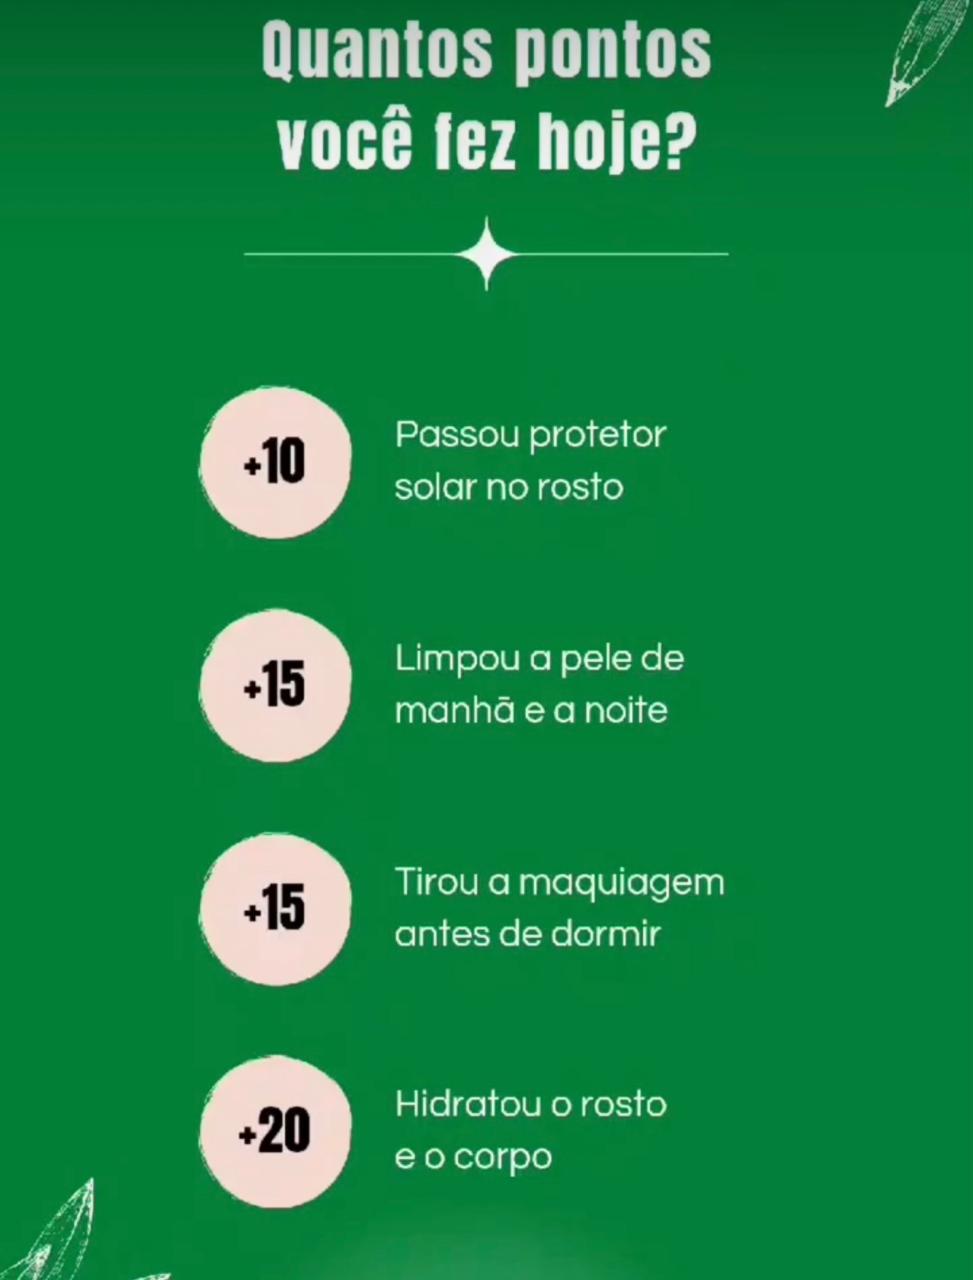 Quantos pontos
você fez hoje?
+10
Passou protetor
solar no rosto
+15
Limpou a pele de
manhã e a noite
+15
Tirou a maquiagem
antes de dormir
+20
Hidratou o rosto
e o corpo